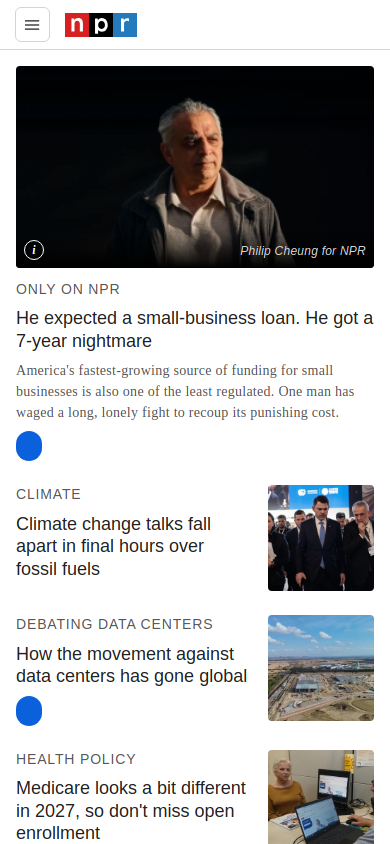 npr
i
Philip Cheung for NPR
ONLY ON NPR
He expected a small-business loan. He got a
7-year nightmare
America's fastest-growing source of funding for small
businesses is also one of the least regulated. One man has
waged a long, lonely fight to recoup its punishing cost.
CLIMATE
Climate change talks fall
apart in final hours over
fossil fuels
DEBATING DATA CENTERS
How the movement against
data centers has gone global
HEALTH POLICY
Medicare looks a bit different
in 2027, so don't miss open
enrollment